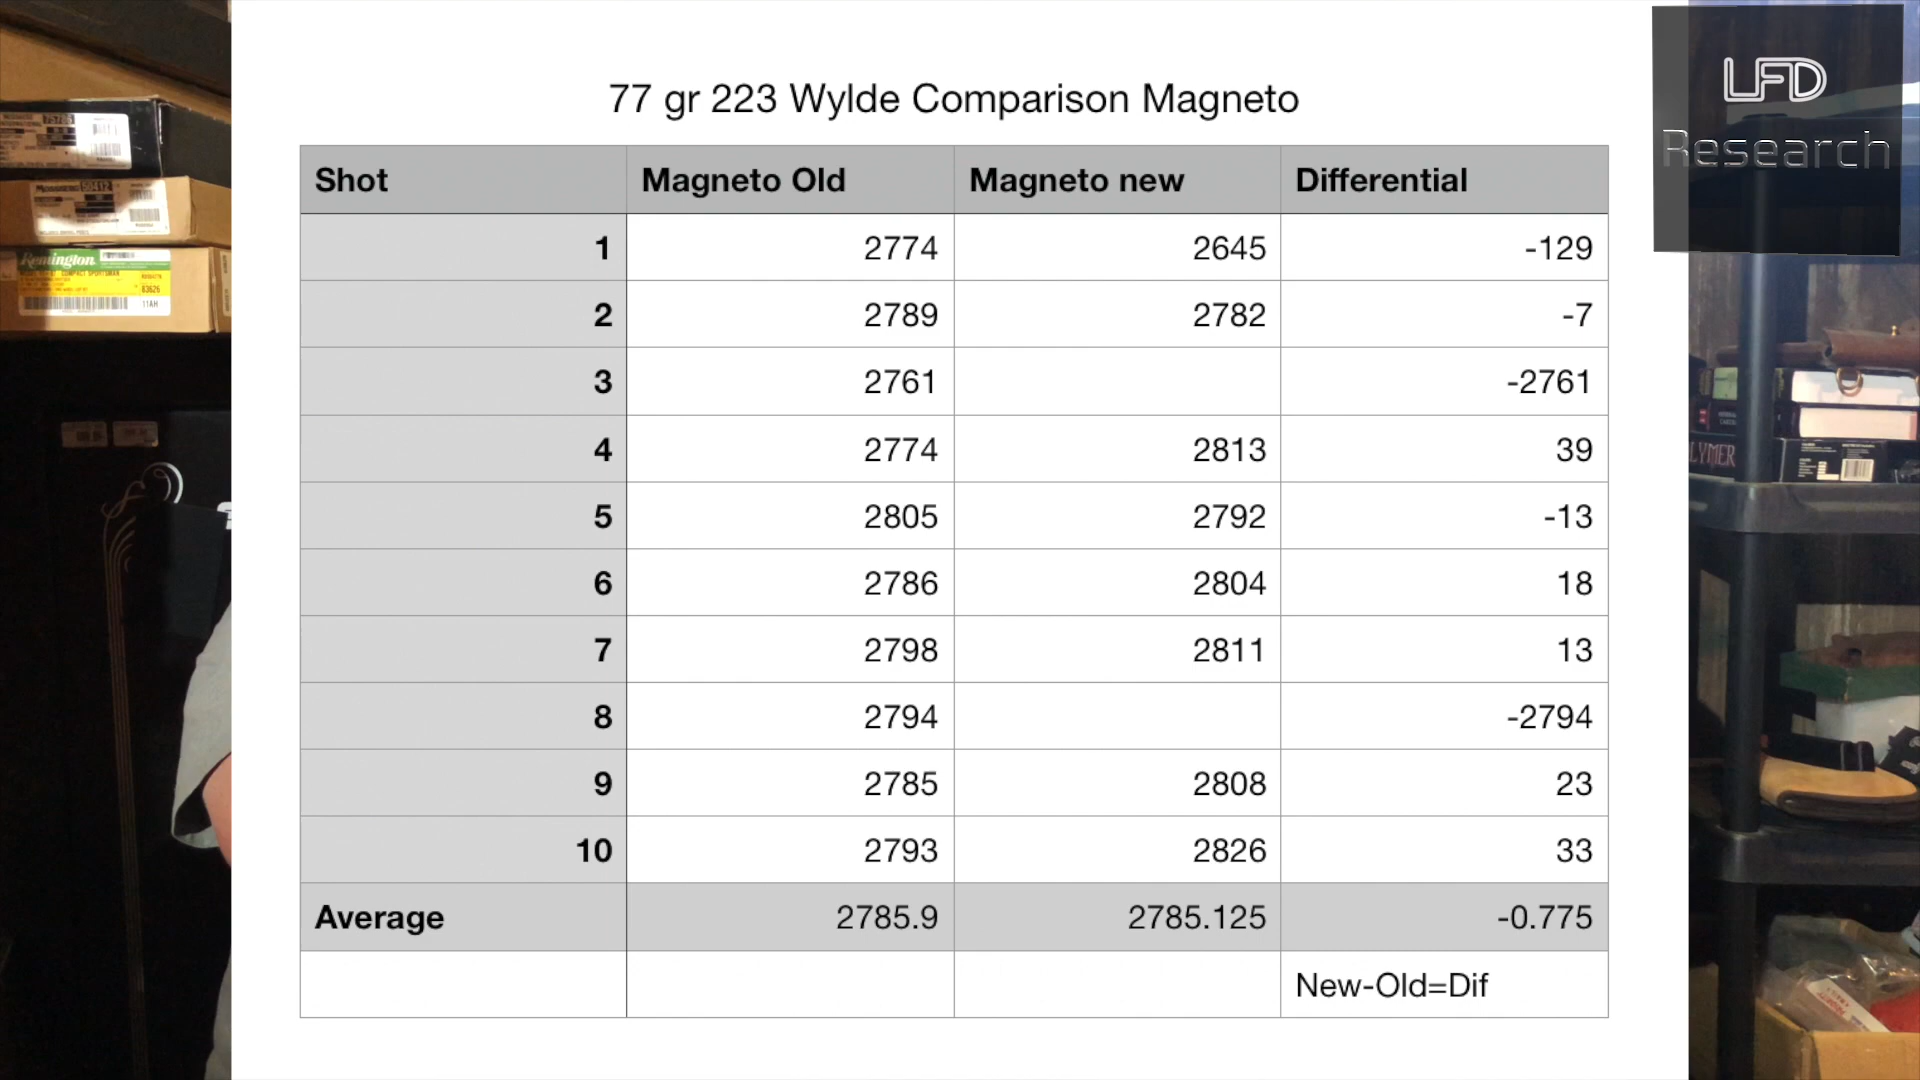 77 gr 223 Wylde Comparison Magneto
LFD
Research
Shot Magneto Old Magneto new Differential
1 2774 2645 -129
2 2789 2782 -7
3 2761 -2761
4 2774 2813 39
5 2805 2792 -13
6 2786 2804 18
7 2798 2811 13
8 2794 -2794
9 2785 2808 23
10 2793 2826 33
Average 2785.9 2785.125 -0.775
New-Old=Dif
Remington
83626
11AH
LYMER